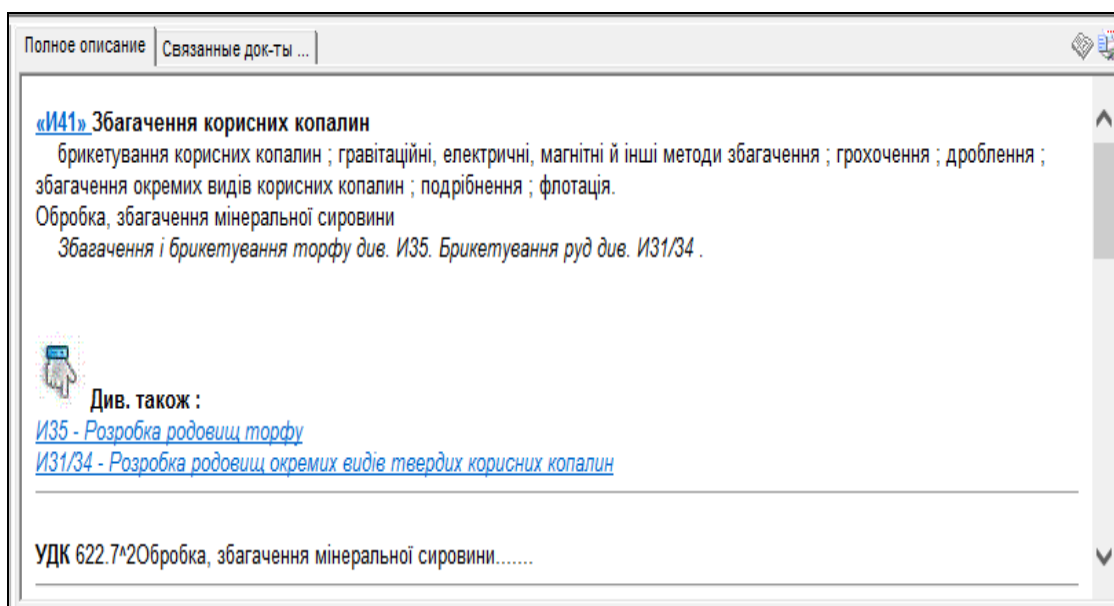 Полное описание Связанные док-ты ...
«И41» Збагачення корисних копалин
брикетування корисних копалин ; гравітаційні, електричні, магнітні й інші методи збагачення ; грохочення ; дроблення ;
збагачення окремих видів корисних копалин ; подрібнення ; флотація.
Обробка, збагачення мінеральної сировини
Збагачення і брикетування торфу див. И35. Брикетування руд див. И31/34 .
Див. також :
И35 - Розробка родовищ торфу
И31/34 - Розробка родовищ окремих видів твердих корисних копалин
УДК 622.7^2Обробка, збагачення мінеральної сировини.......